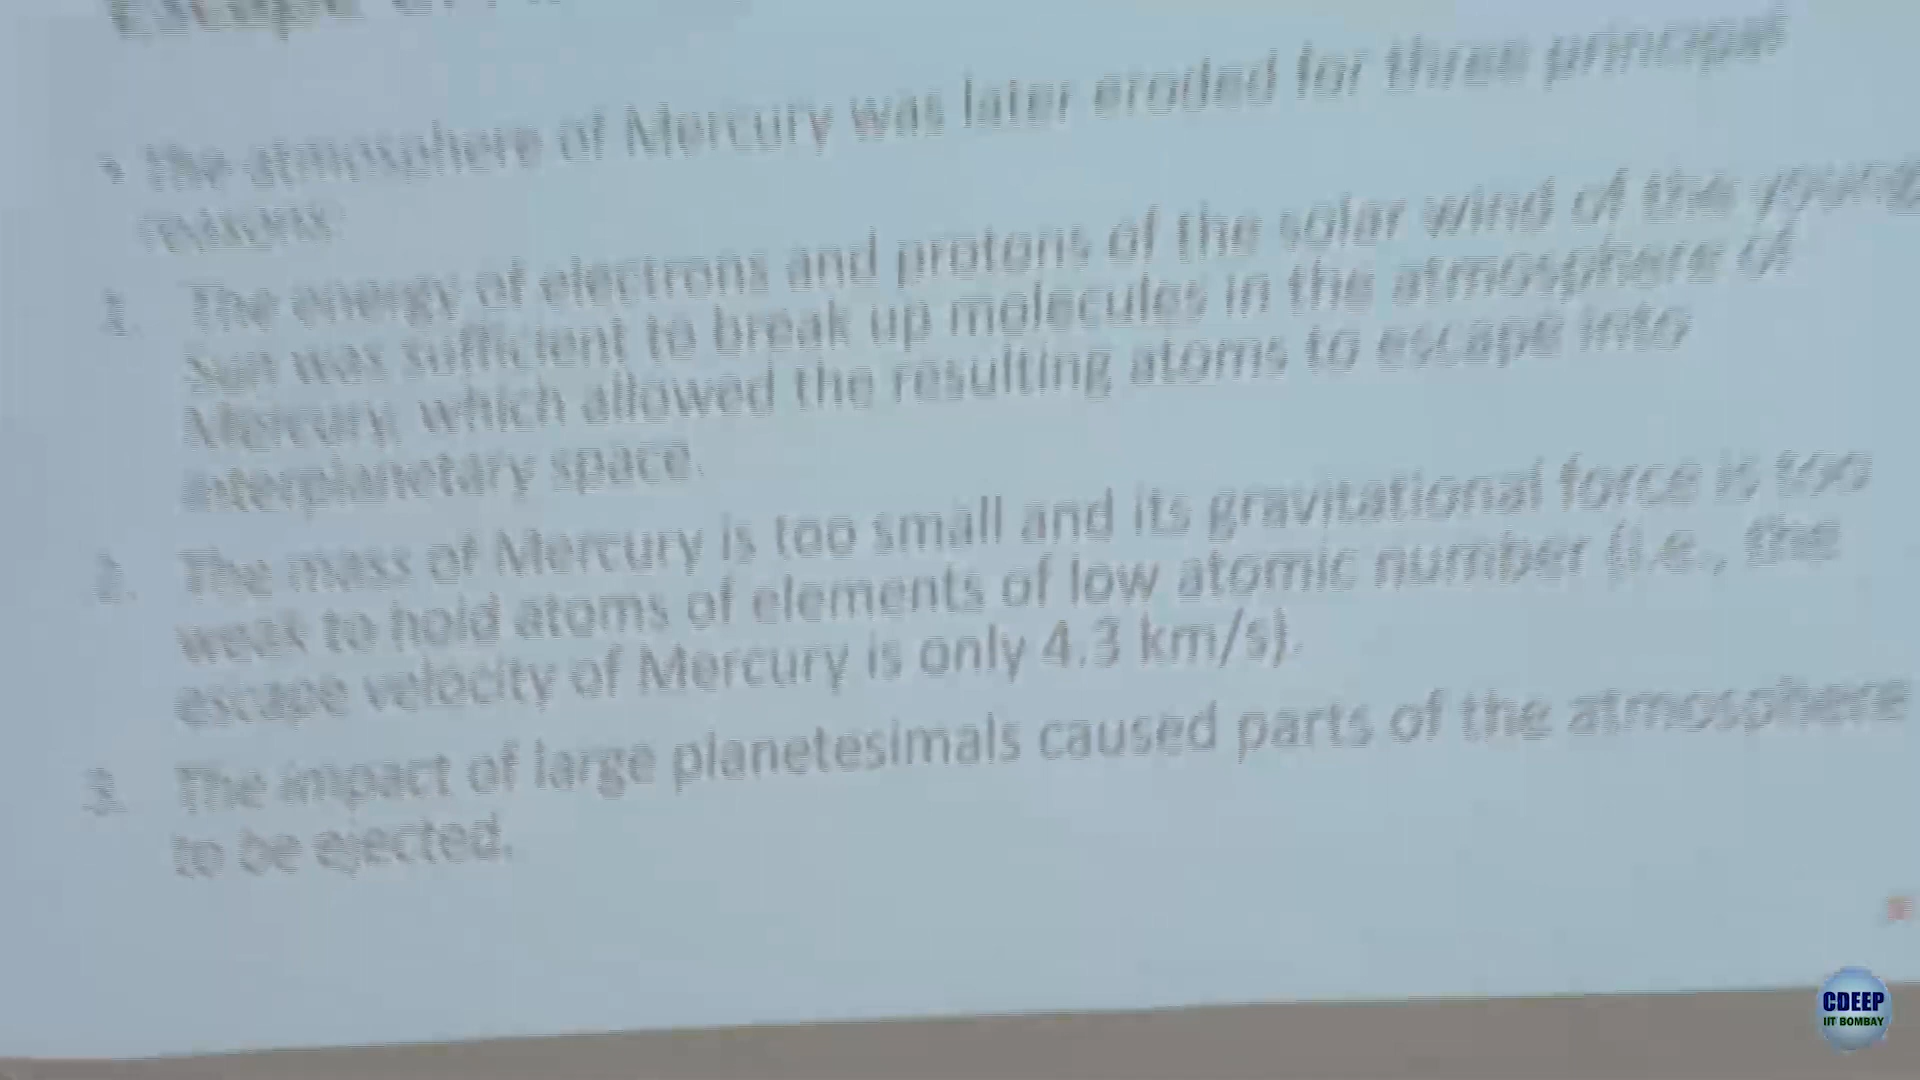 Escape of
• The atmosphere of Mercury was later eroded for three principal
reasons:
1. The energy of electrons and protons of the solar wind of the young
Sun was sufficient to break up molecules in the atmosphere of
Mercury, which allowed the resulting atoms to escape into
interplanetary space.
2. The mass of Mercury is too small and its gravitational force is too
weak to hold atoms of elements of low atomic number (i.e., the
escape velocity of Mercury is only 4.3 km/s).
3. The impact of large planetesimals caused parts of the atmosphere
to be ejected.
CDEEP
IIT BOMBAY